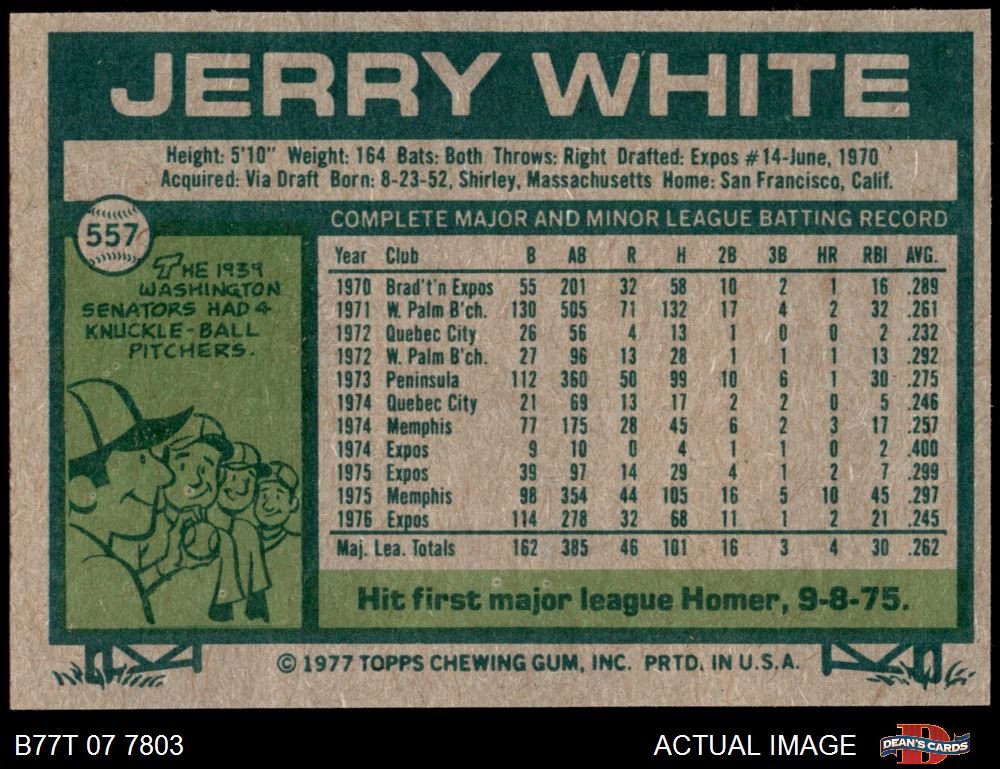 JERRY WHITE
Height: 5'10" Weight: 164 Bats: Both Throws: Right Drafted: Expos #14-June, 1970
Acquired: Via Draft Born: 8-23-52, Shirley, Massachusetts Home: San Francisco, Calif.
557
THE 1939
WASHINGTON
SENATORS HAD 4
KNUCKLE-BALL
PITCHERS.
COMPLETE MAJOR AND MINOR LEAGUE BATTING RECORD
Year Club B AB R H 2B 3B HR RBI AVG.
1970 Brad't'n Expos 55 201 32 58 10 2 1 16 .289
1971 W. Palm B'ch. 130 505 71 132 17 4 2 32 .261
1972 Quebec City 26 56 4 13 1 0 0 2 .232
1972 W. Palm B'ch. 27 96 13 28 1 1 1 13 .292
1973 Peninsula 112 360 50 99 10 6 1 30 .275
1974 Quebec City 21 69 13 17 2 2 0 5 .246
1974 Memphis 77 175 28 45 6 2 3 17 .257
1974 Expos 9 10 0 4 1 1 0 2 .400
1975 Expos 39 97 14 29 4 1 2 7 .299
1975 Memphis 98 354 44 105 16 5 10 45 .297
1976 Expos 114 278 32 68 11 1 2 21 .245
Maj. Lea. Totals 162 385 46 101 16 3 4 30 .262
Hit first major league Homer, 9-8-75.
© 1977 TOPPS CHEWING GUM, INC. PRTD. IN U.S.A.
B77T 07 7803
ACTUAL IMAGE
D
DEAN'S CARDS